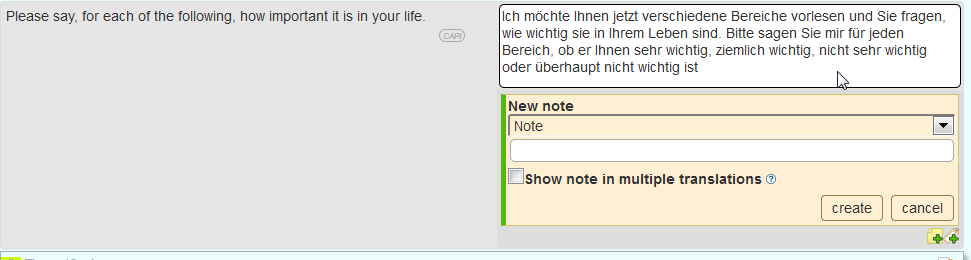 Please say, for each of the following, how important it is in your life.
CAPI
Ich möchte Ihnen jetzt verschiedene Bereiche vorlesen und Sie fragen,
wie wichtig sie in Ihrem Leben sind. Bitte sagen Sie mir für jeden
Bereich, ob er Ihnen sehr wichtig, ziemlich wichtig, nicht sehr wichtig
oder überhaupt nicht wichtig ist
New note
Note
Show note in multiple translations ?
create cancel